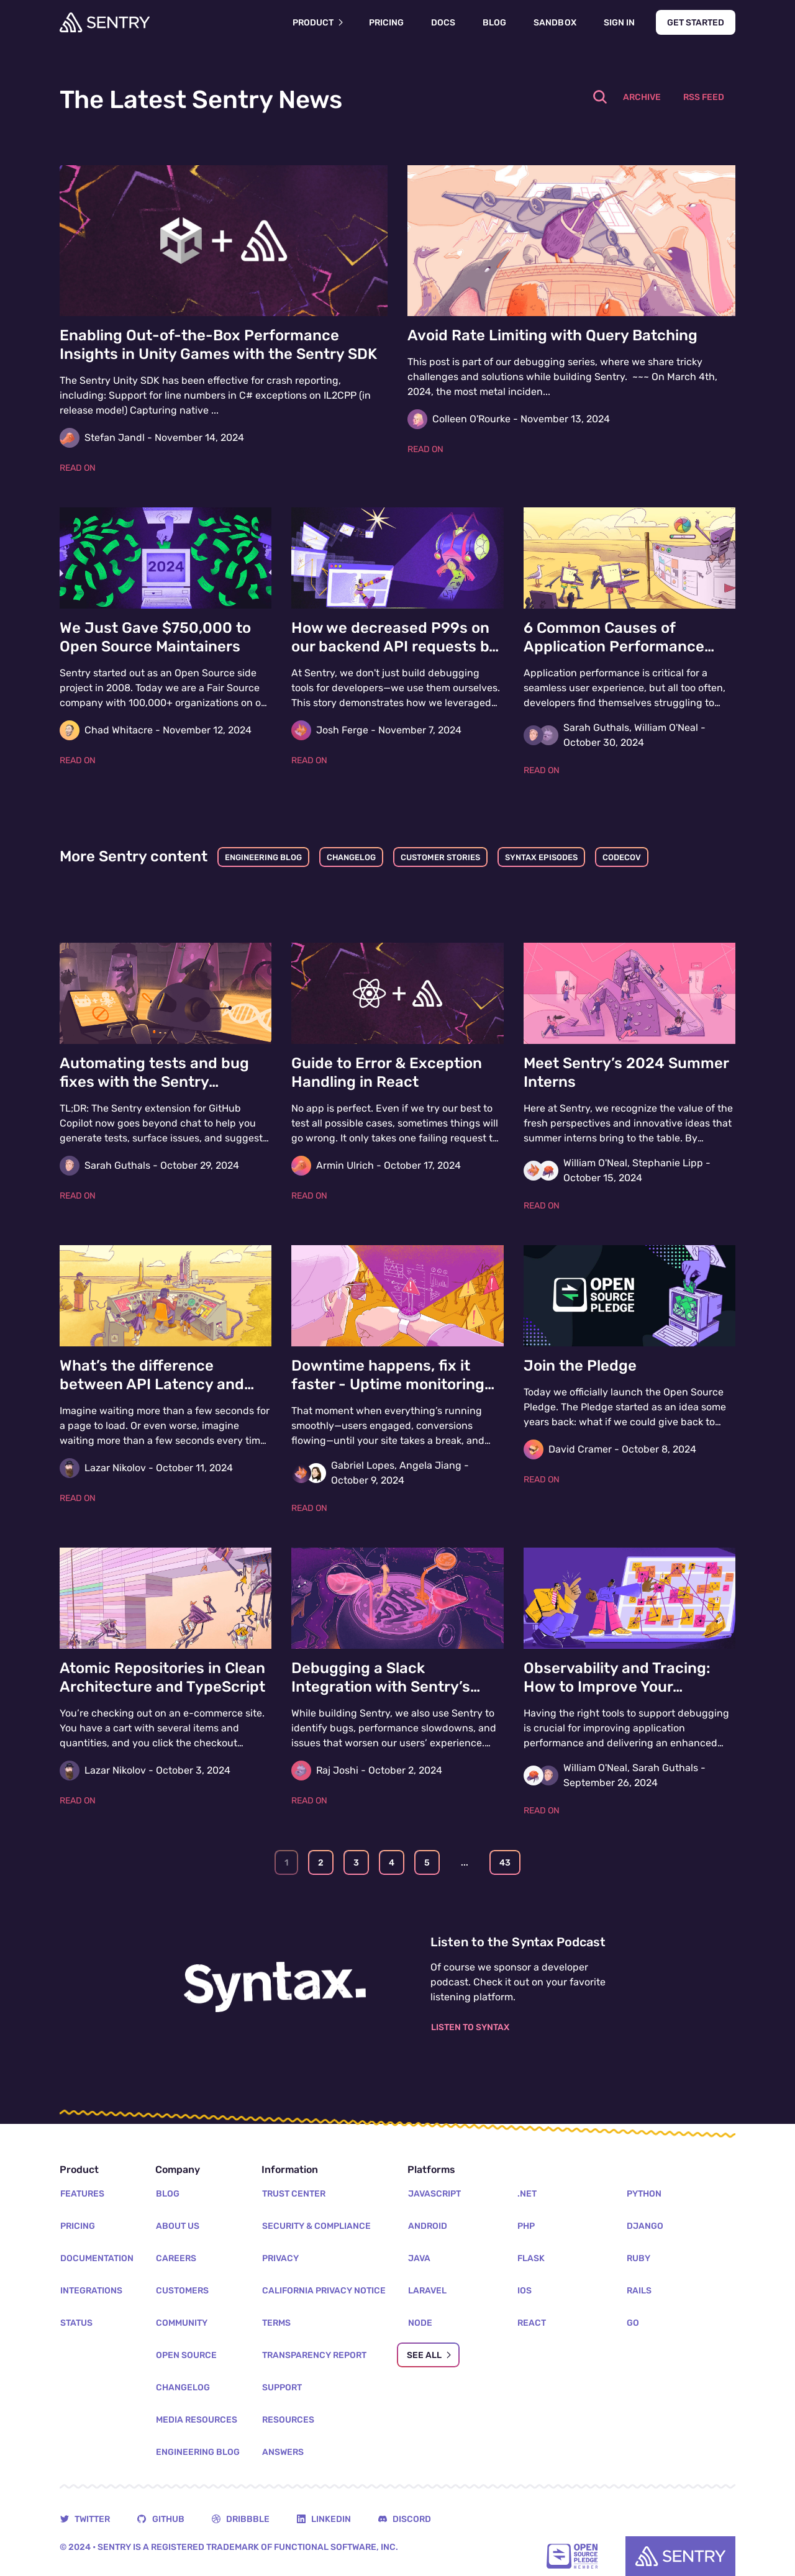 SENTRY
PRODUCT
PRICING
DOCS
BLOG
SANDBOX
SIGN IN
GET STARTED
The Latest Sentry News
ARCHIVE
RSS FEED
Enabling Out-of-the-Box Performance
Insights in Unity Games with the Sentry SDK
The Sentry Unity SDK has been effective for crash reporting,
including: Support for line numbers in C# exceptions on IL2CPP (in
release mode!) Capturing native ...
Stefan Jandl - November 14, 2024
READ ON
Avoid Rate Limiting with Query Batching
This post is part of our debugging series, where we share tricky
challenges and solutions while building Sentry. ~~~ On March 4th,
2024, the most metal inciden...
Colleen O'Rourke - November 13, 2024
READ ON
2024
We Just Gave $750,000 to
Open Source Maintainers
Sentry started out as an Open Source side
project in 2008. Today we are a Fair Source
company with 100,000+ organizations on o…
Chad Whitacre - November 12, 2024
READ ON
How we decreased P99s on
our backend API requests b…
At Sentry, we don't just build debugging
tools for developers—we use them ourselves.
This story demonstrates how we leveraged…
Josh Ferge - November 7, 2024
READ ON
6 Common Causes of
Application Performance…
Application performance is critical for a
seamless user experience, but all too often,
developers find themselves struggling to…
Sarah Guthals, William O'Neal -
October 30, 2024
READ ON
More Sentry content
ENGINEERING BLOG
CHANGELOG
CUSTOMER STORIES
SYNTAX EPISODES
CODECOV
Automating tests and bug
fixes with the Sentry…
TL;DR: The Sentry extension for GitHub
Copilot now goes beyond chat to help you
generate tests, surface issues, and suggest…
Sarah Guthals - October 29, 2024
READ ON
Guide to Error & Exception
Handling in React
No app is perfect. Even if we try our best to
test all possible cases, sometimes things will
go wrong. It only takes one failing request t…
Armin Ulrich - October 17, 2024
READ ON
Meet Sentry’s 2024 Summer
Interns
Here at Sentry, we recognize the value of the
fresh perspectives and innovative ideas that
summer interns bring to the table. By…
William O'Neal, Stephanie Lipp -
October 15, 2024
READ ON
What’s the difference
between API Latency and…
Imagine waiting more than a few seconds for
a page to load. Or even worse, imagine
waiting more than a few seconds every tim…
Lazar Nikolov - October 11, 2024
READ ON
Downtime happens, fix it
faster - Uptime monitoring…
That moment when everything’s running
smoothly—users engaged, conversions
flowing—until your site takes a break, and…
Gabriel Lopes, Angela Jiang -
October 9, 2024
READ ON
OPEN
SOURCE
PLEDGE
Join the Pledge
Today we officially launch the Open Source
Pledge. The Pledge started as an idea some
years back: what if we could give back to…
David Cramer - October 8, 2024
READ ON
Atomic Repositories in Clean
Architecture and TypeScript
You’re checking out on an e-commerce site.
You have a cart with several items and
quantities, and you click the checkout…
Lazar Nikolov - October 3, 2024
READ ON
Debugging a Slack
Integration with Sentry’s…
While building Sentry, we also use Sentry to
identify bugs, performance slowdowns, and
issues that worsen our users’ experience.…
Raj Joshi - October 2, 2024
READ ON
Observability and Tracing:
How to Improve Your…
Having the right tools to support debugging
is crucial for improving application
performance and delivering an enhanced…
William O'Neal, Sarah Guthals -
September 26, 2024
READ ON
1
2
3
4
5
...
43
Syntax.
Listen to the Syntax Podcast
Of course we sponsor a developer
podcast. Check it out on your favorite
listening platform.
LISTEN TO SYNTAX
Product
FEATURES
PRICING
DOCUMENTATION
INTEGRATIONS
STATUS
Company
BLOG
ABOUT US
CAREERS
CUSTOMERS
COMMUNITY
OPEN SOURCE
CHANGELOG
MEDIA RESOURCES
ENGINEERING BLOG
Information
TRUST CENTER
SECURITY & COMPLIANCE
PRIVACY
CALIFORNIA PRIVACY NOTICE
TERMS
TRANSPARENCY REPORT
SUPPORT
RESOURCES
ANSWERS
Platforms
JAVASCRIPT
ANDROID
JAVA
LARAVEL
NODE
.NET
PHP
FLASK
IOS
REACT
PYTHON
DJANGO
RUBY
RAILS
GO
SEE ALL
TWITTER
GITHUB
DRIBBBLE
LINKEDIN
DISCORD
© 2024 • SENTRY IS A REGISTERED TRADEMARK OF FUNCTIONAL SOFTWARE, INC.
OPEN
SOURCE
PLEDGE
MEMBER
SENTRY